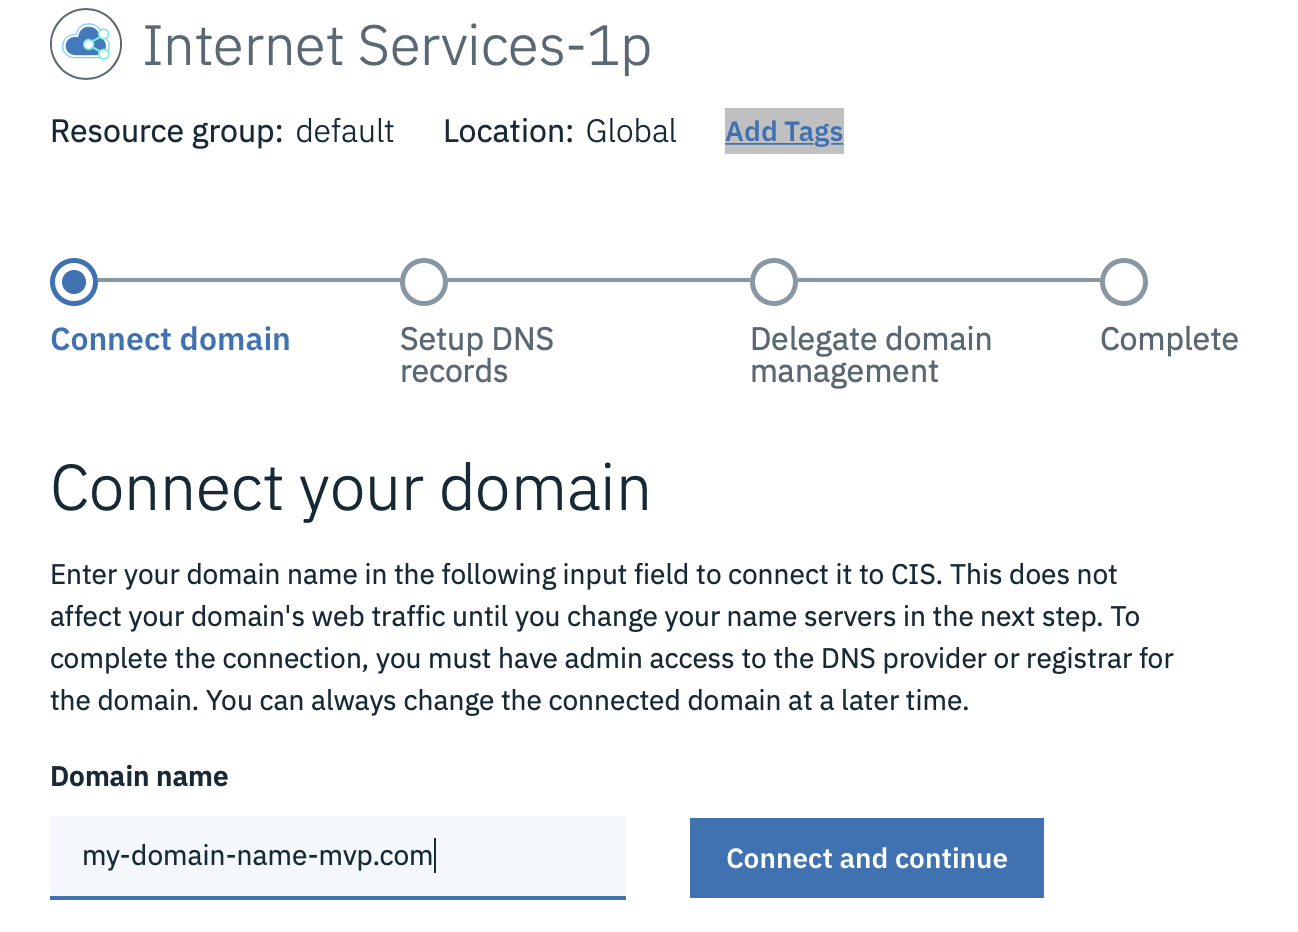 Internet Services-1p
Resource group: default Location: Global Add Tags
Connect domain
Setup DNS
records
Delegate domain
management
Complete
Connect your domain
Enter your domain name in the following input field to connect it to CIS. This does not
affect your domain's web traffic until you change your name servers in the next step. To
complete the connection, you must have admin access to the DNS provider or registrar for
the domain. You can always change the connected domain at a later time.
Domain name
my-domain-name-mvp.com
Connect and continue